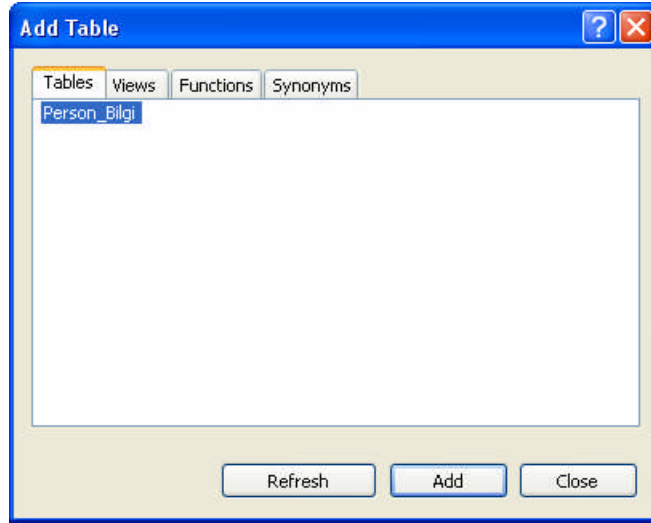 Add Table
Tables Views Functions Synonyms
Person_Bilgi
Refresh Add Close